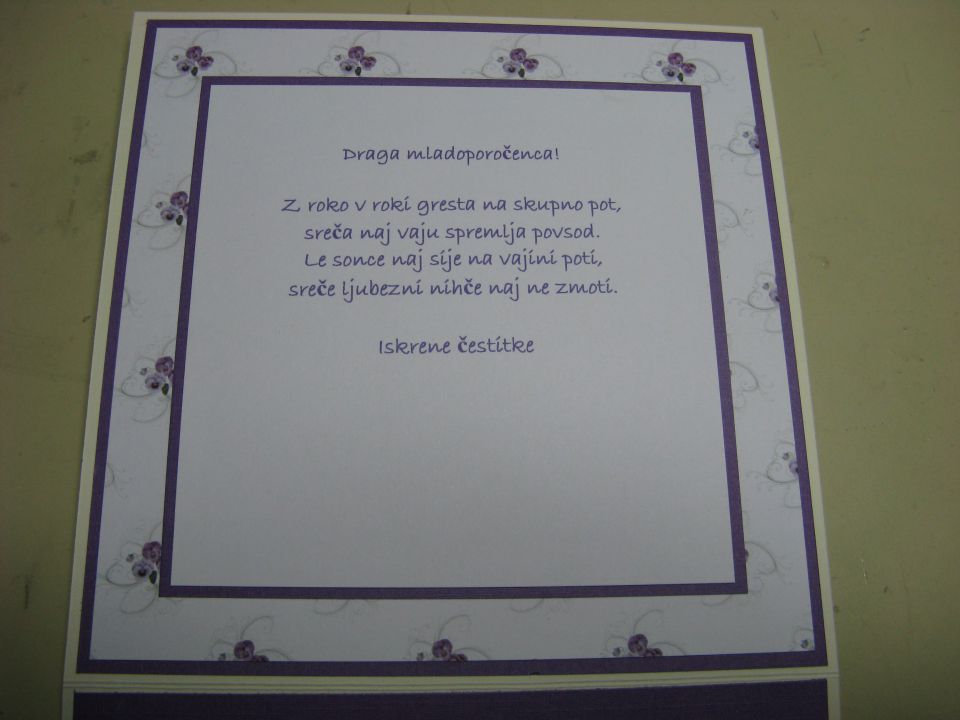 Draga mladoporočenca!
Z roko v roki gresta na skupno pot,
sreča naj vaju spremlja povsod.
Le sonce naj sije na vajini poti,
sreče ljubezni nihče naj ne zmoti.
Iskrene čestitke